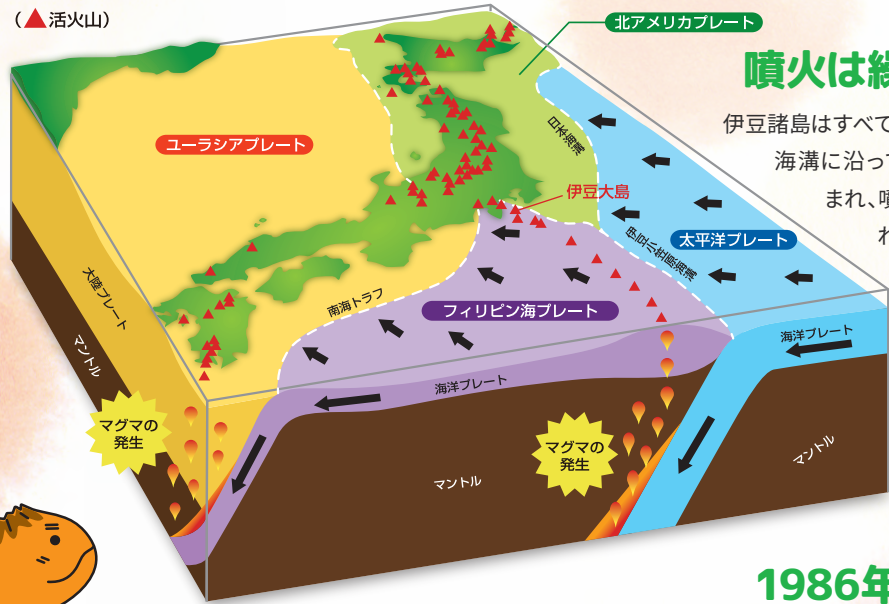 (▲活火山)
北アメリカプレート
噴火は
伊豆諸島はすべて
海溝に沿って
まれ、噴
ユーラシアプレート
日本海溝
伊豆大島
太平洋プレート
伊豆小笠原海溝
南海トラフ
フィリピン海プレート
大陸プレート
マントル
海洋プレート
海洋プレート
マグマの
発生
マグマの
発生
マントル
マントル
1986年